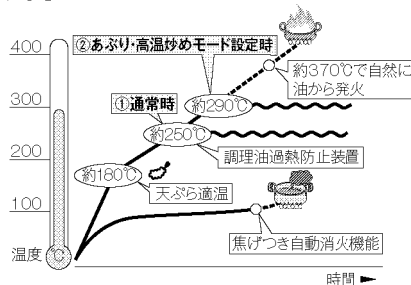 400
②あぶり・高温炒めモード設定時
約370℃で自然に
油から発火
300
①通常時
約290℃
約250℃
調理油過熱防止装置
200
約180℃
天ぷら適温
100
焦げつき自動消火機能
温度
℃
時間